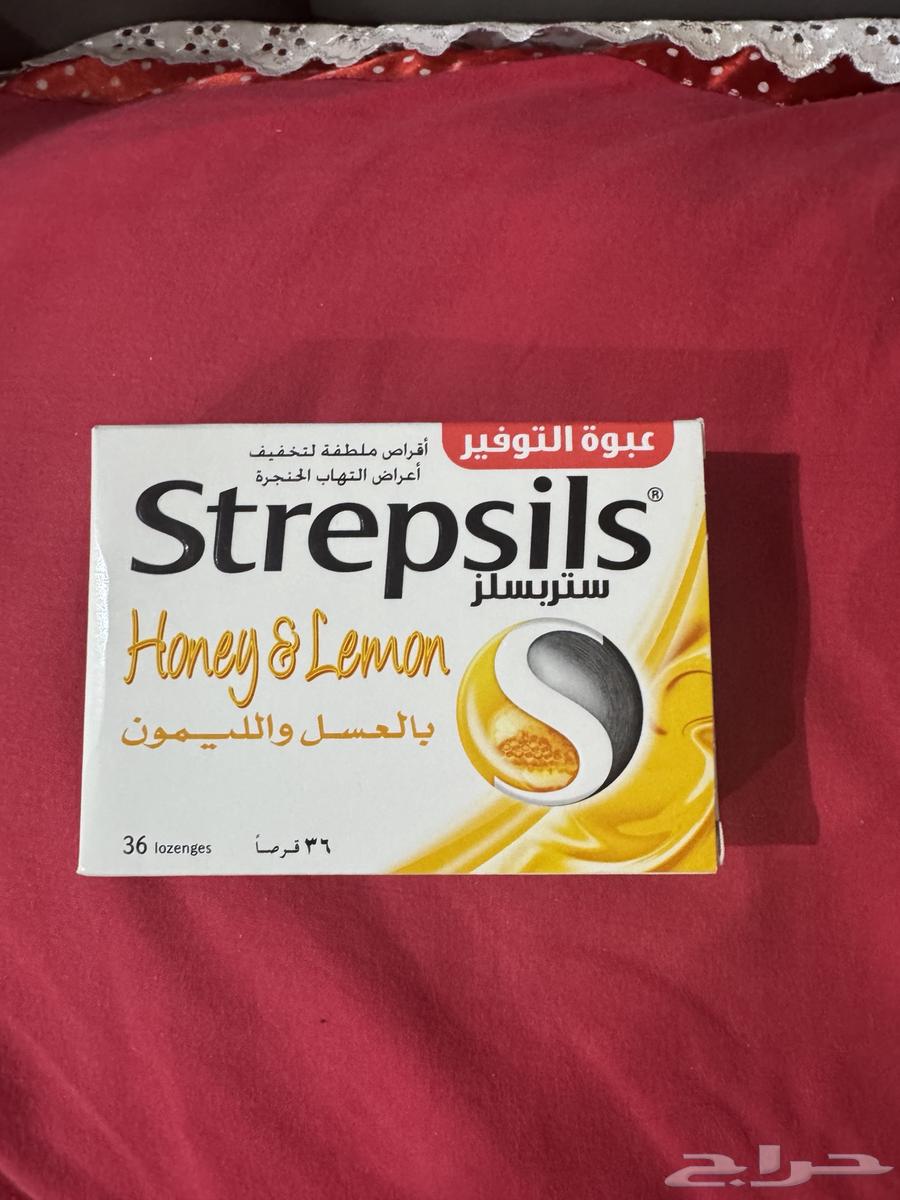 عبوة التوفير
أقراص ملطفة لتخفيف
أعراض التهاب الحنجرة
Strepsils®
ستربسلز
Honey & Lemon
بالعسل والليمون
36 lozenges ٣٦ قرصاً
حراج